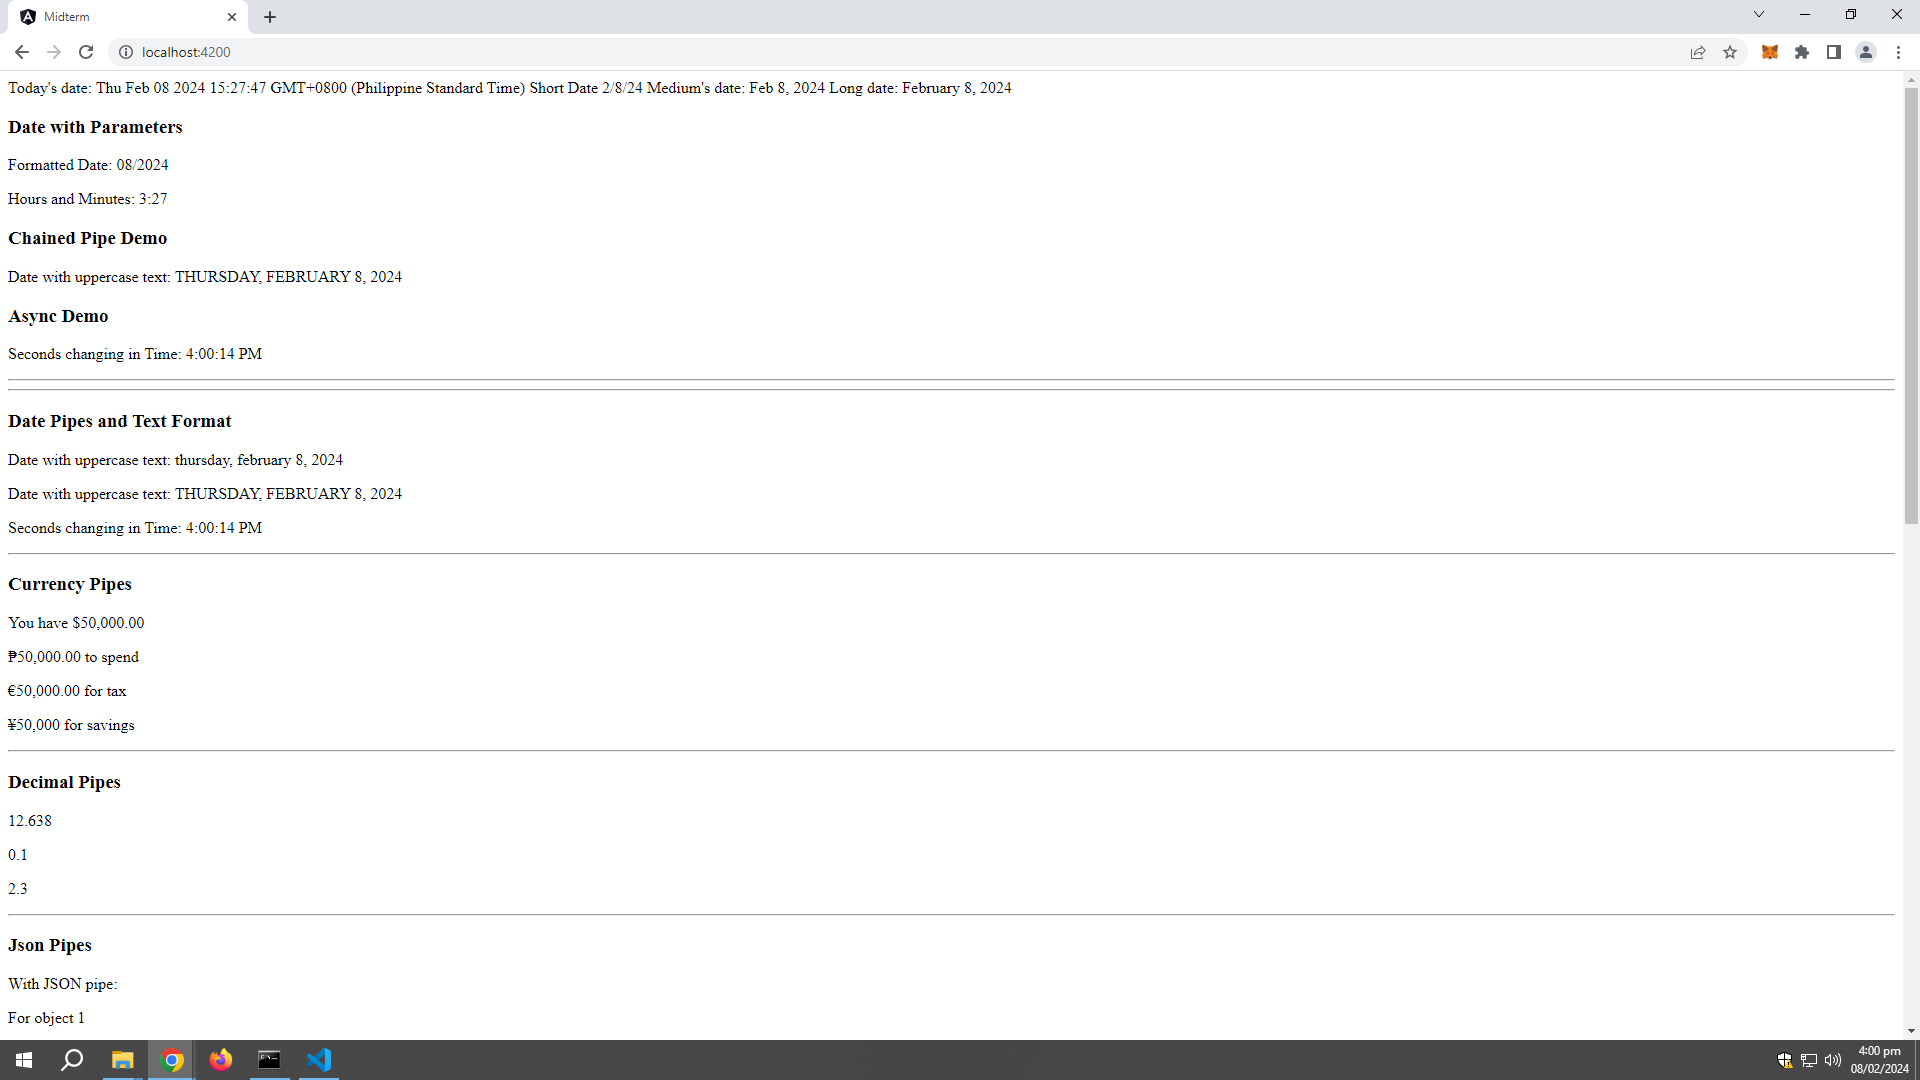 Midterm
localhost:4200
Today's date: Thu Feb 08 2024 15:27:47 GMT+0800 (Philippine Standard Time) Short Date 2/8/24 Medium's date: Feb 8, 2024 Long date: February 8, 2024
Date with Parameters
Formatted Date: 08/2024
Hours and Minutes: 3:27
Chained Pipe Demo
Date with uppercase text: THURSDAY, FEBRUARY 8, 2024
Async Demo
Seconds changing in Time: 4:00:14 PM
Date Pipes and Text Format
Date with uppercase text: thursday, february 8, 2024
Date with uppercase text: THURSDAY, FEBRUARY 8, 2024
Seconds changing in Time: 4:00:14 PM
Currency Pipes
You have $50,000.00
₱50,000.00 to spend
€50,000.00 for tax
¥50,000 for savings
Decimal Pipes
12.638
0.1
2.3
Json Pipes
With JSON pipe:
For object 1
4:00 pm
08/02/2024